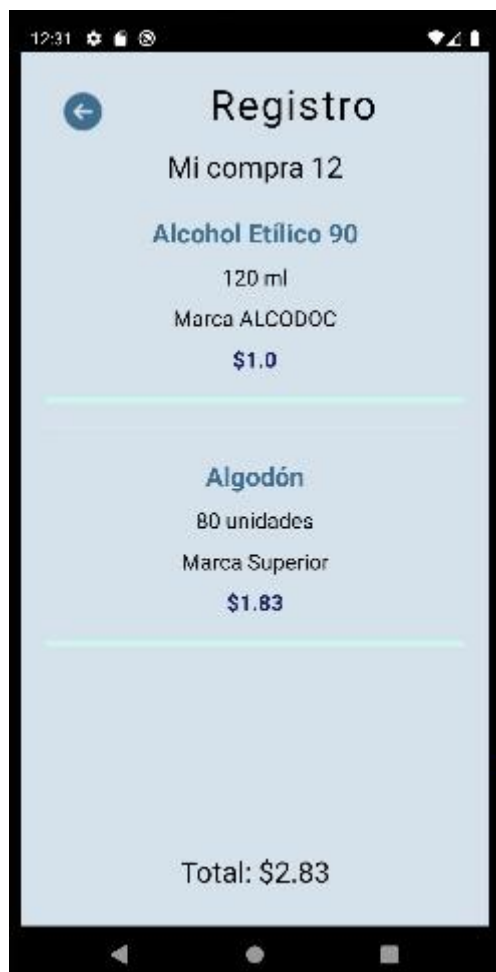 12:31
Registro
Mi compra 12
Alcohol Etílico 90
120 ml
Marca ALCODOC
$1.0
Algodón
80 unidades
Marca Superior
$1.83
Total: $2.83